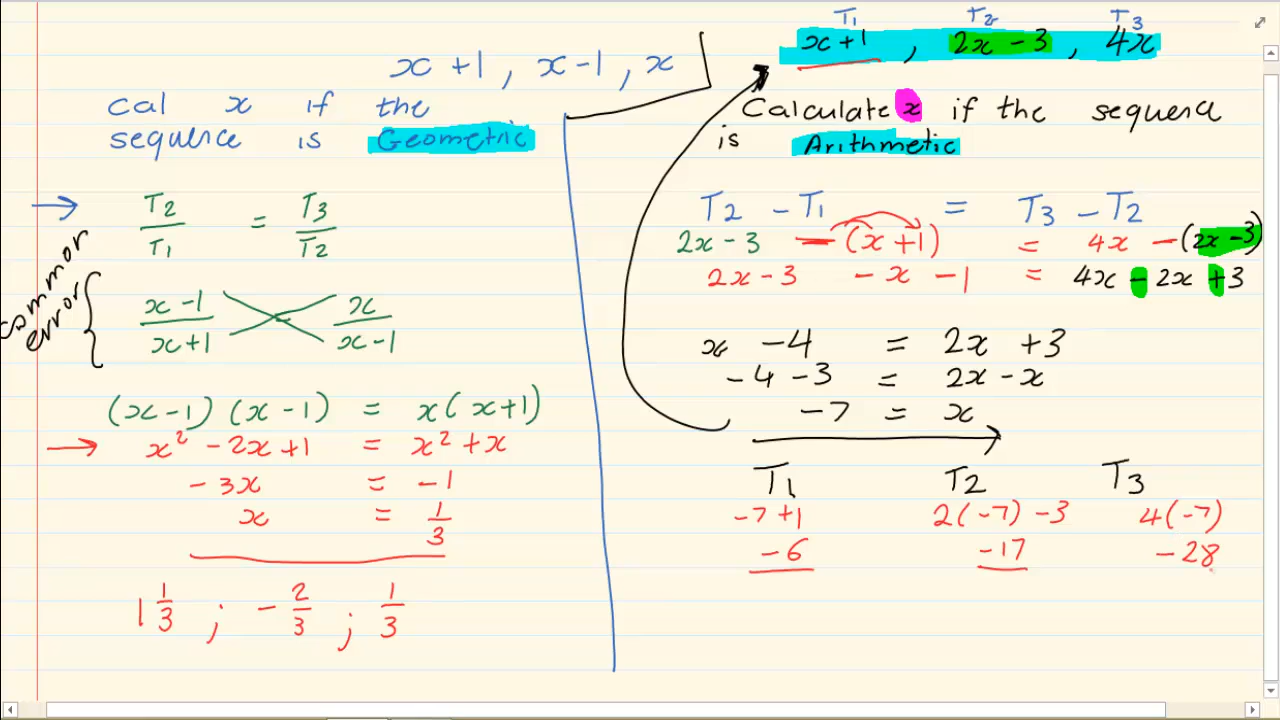 x + 1 , x - 1 , x
Cal x if the
sequence is Geometric
T2/T1 = T3/T2
common error
(x - 1)/(x + 1) = x/(x - 1)
(x - 1) (x - 1) = x(x + 1)
x² - 2x + 1 = x² + x
- 3x = - 1
x = 1/3
1 1/3 ; - 2/3 ; 1/3
T1 T2 T3
x + 1 , 2x - 3 , 4x
Calculate x if the sequence
is Arithmetic
T2 - T1 = T3 - T2
2x - 3 - (x + 1) = 4x - (2x - 3)
2x - 3 - x - 1 = 4x - 2x + 3
x - 4 = 2x + 3
- 4 - 3 = 2x - x
- 7 = x
T1 T2 T3
-7 + 1 2(-7) - 3 4(-7)
- 6 - 17 - 28